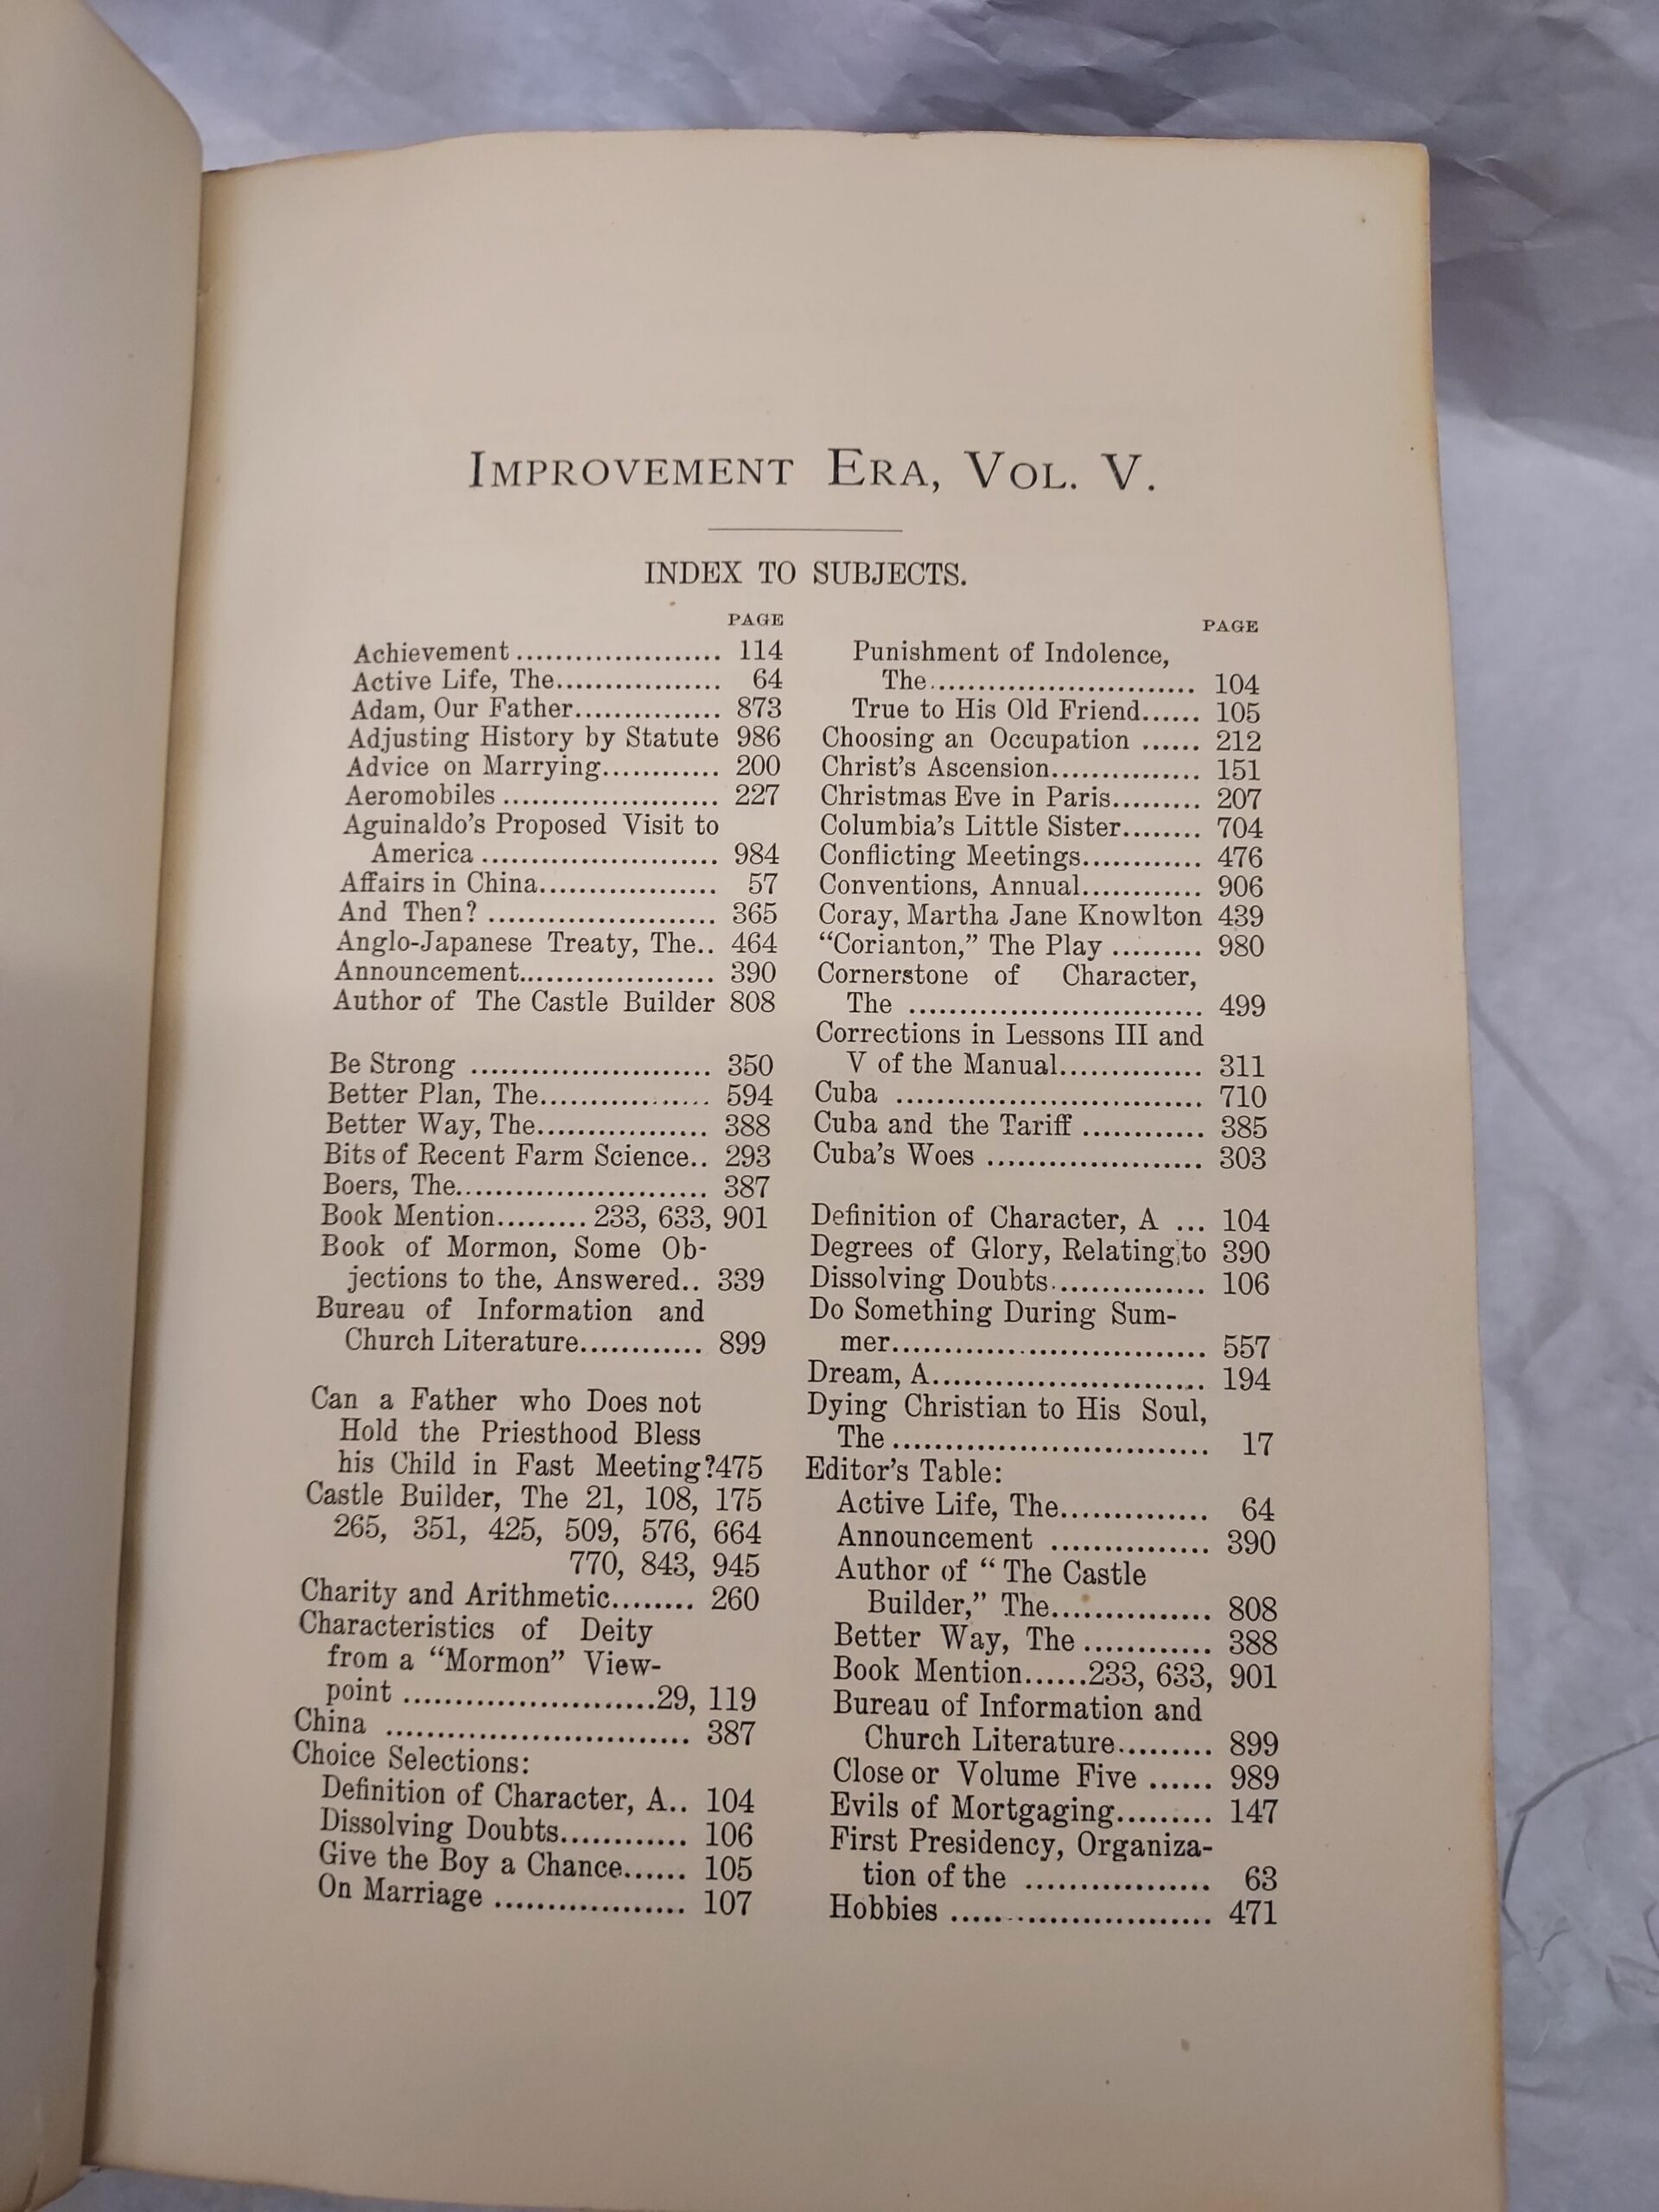 IMPROVEMENT ERA, VOL. V.
INDEX TO SUBJECTS.
PAGE
Achievement ..................... 114
Active Life, The................. 64
Adam, Our Father............... 873
Adjusting History by Statute 986
Advice on Marrying............ 200
Aeromobiles ...................... 227
Aguinaldo's Proposed Visit to
America ........................ 984
Affairs in China.................. 57
And Then? ....................... 365
Anglo-Japanese Treaty, The.. 464
Announcement.................... 390
Author of The Castle Builder 808
Be Strong ........................ 350
Better Plan, The................. 594
Better Way, The................. 388
Bits of Recent Farm Science.. 293
Boers, The......................... 387
Book Mention......... 233, 633, 901
Book of Mormon, Some Ob-
jections to the, Answered.. 339
Bureau of Information and
Church Literature............ 899
Can a Father who Does not
Hold the Priesthood Bless
his Child in Fast Meeting?475
Castle Builder, The 21, 108, 175
265, 351, 425, 509, 576, 664
770, 843, 945
Charity and Arithmetic........ 260
Characteristics of Deity
from a "Mormon" View-
point .........................29, 119
China .............................. 387
Choice Selections:
Definition of Character, A.. 104
Dissolving Doubts............ 106
Give the Boy a Chance...... 105
On Marriage ................... 107
PAGE
Punishment of Indolence,
The........................... 104
True to His Old Friend...... 105
Choosing an Occupation ...... 212
Christ's Ascension............... 151
Christmas Eve in Paris......... 207
Columbia's Little Sister........ 704
Conflicting Meetings............ 476
Conventions, Annual............ 906
Coray, Martha Jane Knowlton 439
"Corianton," The Play ......... 980
Cornerstone of Character,
The ............................. 499
Corrections in Lessons III and
V of the Manual.............. 311
Cuba .............................. 710
Cuba and the Tariff ............ 385
Cuba's Woes ..................... 303
Definition of Character, A ... 104
Degrees of Glory, Relating to 390
Dissolving Doubts............... 106
Do Something During Sum-
mer............................... 557
Dream, A.......................... 194
Dying Christian to His Soul,
The ............................... 17
Editor's Table:
Active Life, The.............. 64
Announcement ............... 390
Author of "The Castle
Builder," The............... 808
Better Way, The ............ 388
Book Mention......233, 633, 901
Bureau of Information and
Church Literature......... 899
Close or Volume Five ...... 989
Evils of Mortgaging......... 147
First Presidency, Organiza-
tion of the .................. 63
Hobbies .......................... 471